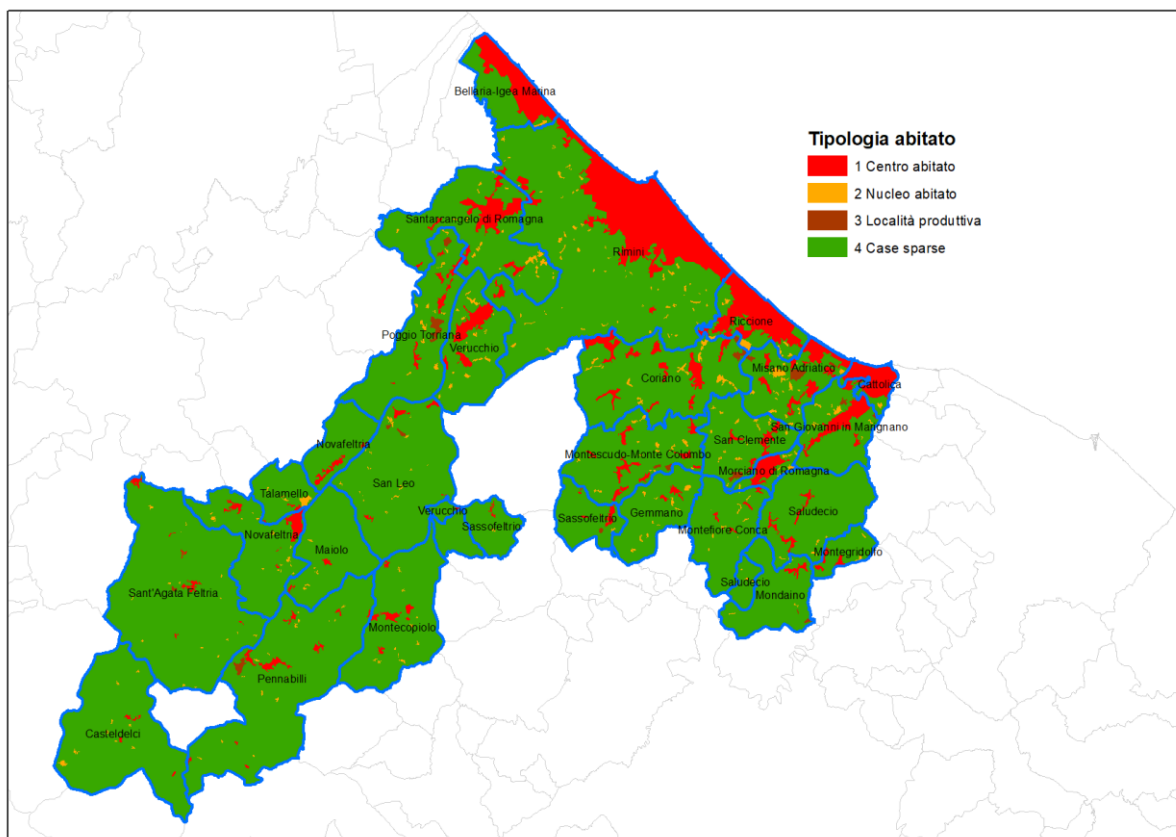 Bellaria-Igea Marina
Tipologia abitato
1 Centro abitato
2 Nucleo abitato
3 Località produttiva
4 Case sparse
Santarcangelo di Romagna
Rimini
Riccione
Poggio Torriana
Verucchio
Misano Adriatico
Coriano
Cattolica
San Giovanni in Marignano
San Clemente
Novafeltria
Montescudo-Monte Colombo
Morciano di Romagna
San Leo
Talamello
Verucchio
Sassofeltrio
Sassofeltrio
Gemmano
Saludecio
Montefiore Conca
Novafeltria
Maiolo
Montegridolfo
Saludecio
Mondaino
Sant'Agata Feltria
Montecopiolo
Pennabilli
Casteldelci